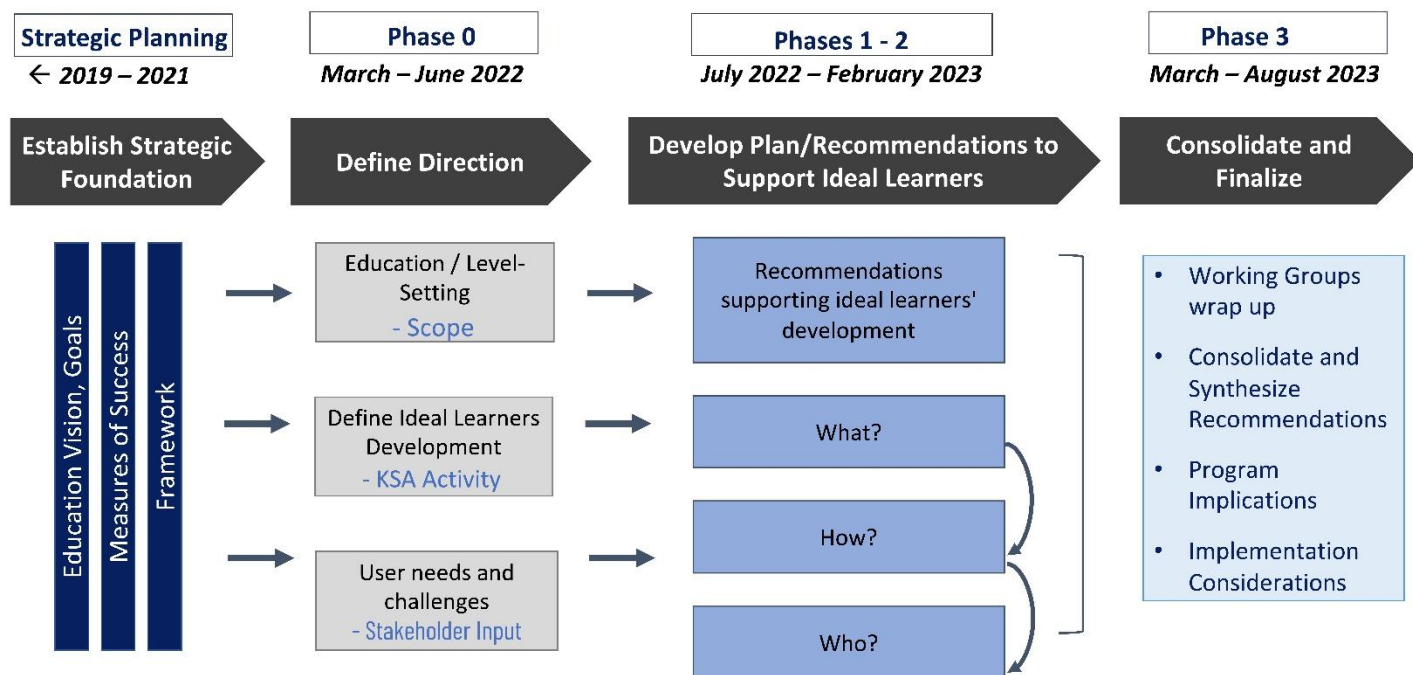 Strategic Planning
← 2019 – 2021
Phase 0
March – June 2022
Phases 1 - 2
July 2022 – February 2023
Phase 3
March – August 2023
Establish Strategic
Foundation
Define Direction
Develop Plan/Recommendations to
Support Ideal Learners
Consolidate and
Finalize
Education Vision, Goals
Measures of Success
Framework
Education / Level-
Setting
- Scope
Define Ideal Learners
Development
- KSA Activity
User needs and
challenges
- Stakeholder Input
Recommendations
supporting ideal learners'
development
What?
How?
Who?
• Working Groups
wrap up
• Consolidate and
Synthesize
Recommendations
• Program
Implications
• Implementation
Considerations